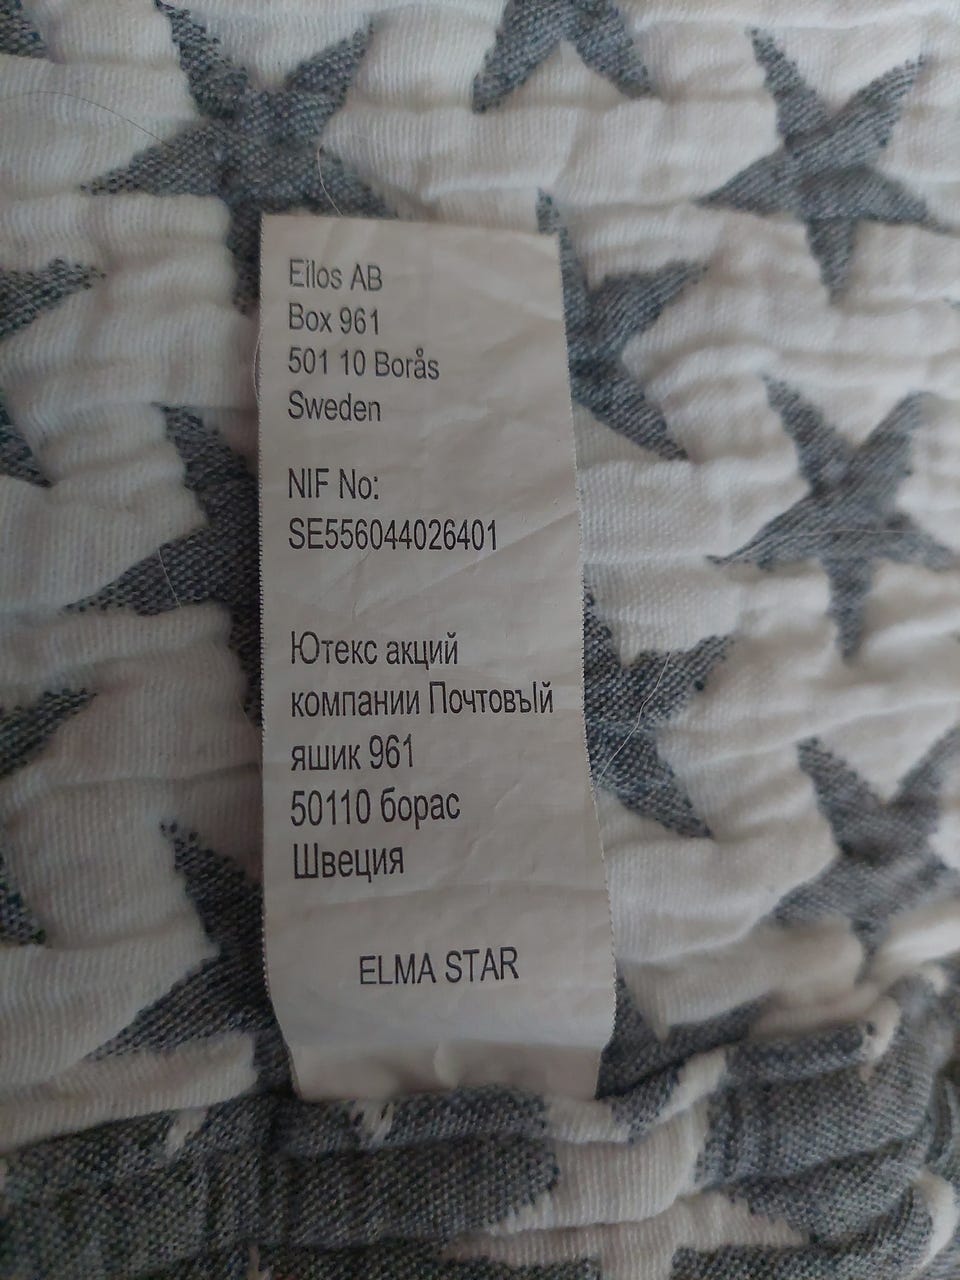 Eilos AB
Box 961
501 10 Borås
Sweden
NIF No:
SE556044026401
Ютекс акций
компании ПочтовъІй
яшик 961
50110 борас
Швеция
ELMA STAR